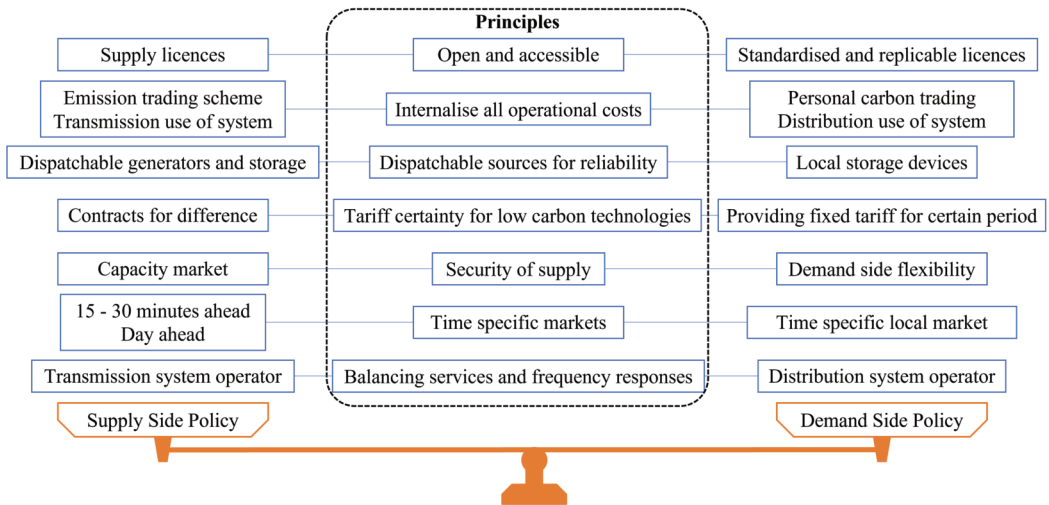 Principles
Supply licences
Open and accessible
Standardised and replicable licences
Emission trading scheme
Transmission use of system
Internalise all operational costs
Personal carbon trading
Distribution use of system
Dispatchable generators and storage
Dispatchable sources for reliability
Local storage devices
Contracts for difference
Tariff certainty for low carbon technologies
Providing fixed tariff for certain period
Capacity market
Security of supply
Demand side flexibility
15 - 30 minutes ahead
Day ahead
Time specific markets
Time specific local market
Transmission system operator
Balancing services and frequency responses
Distribution system operator
Supply Side Policy
Demand Side Policy